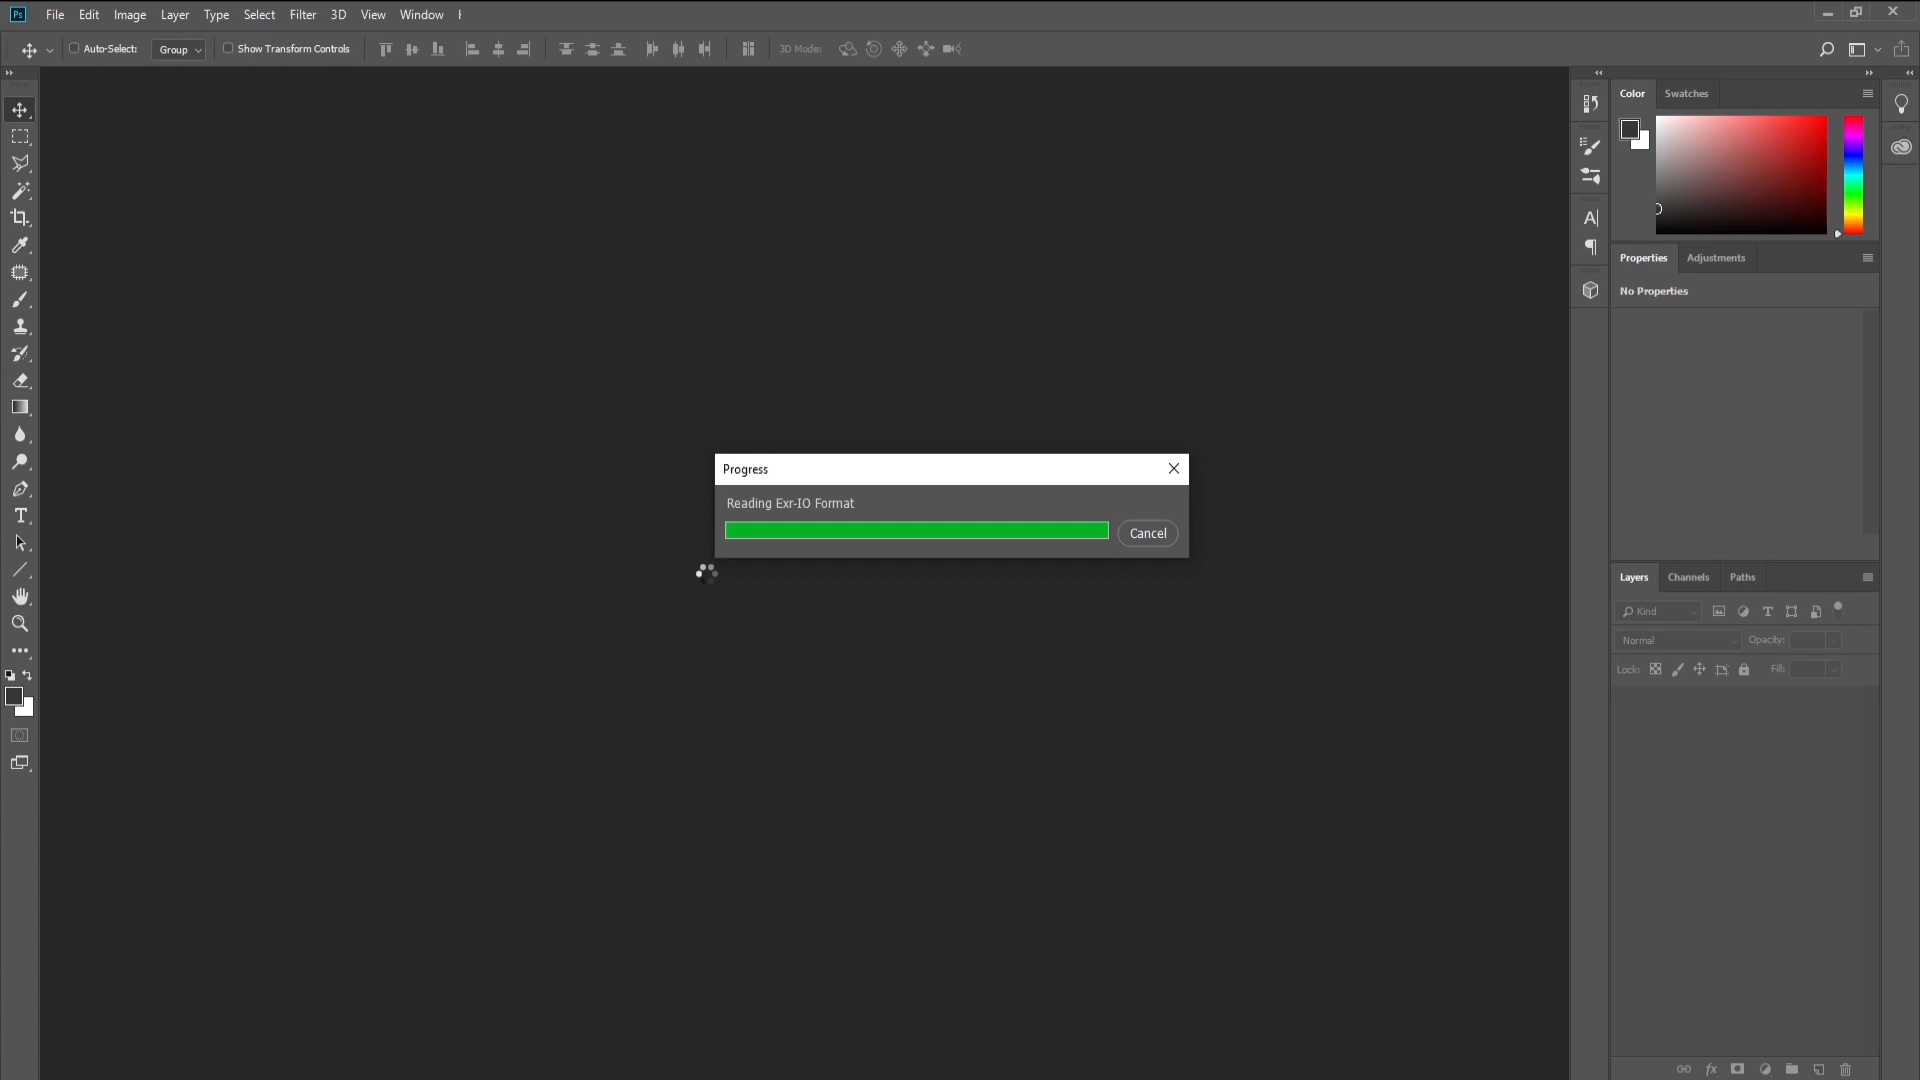 Ps File Edit Image Layer Type Select Filter 3D View Window
Auto-Select: Group Show Transform Controls 3D Mode:
Color Swatches
Properties Adjustments
No Properties
Progress
Reading Exr-IO Format
Cancel
Layers Channels Paths
Kind
Normal Opacity:
Lock: Fill: